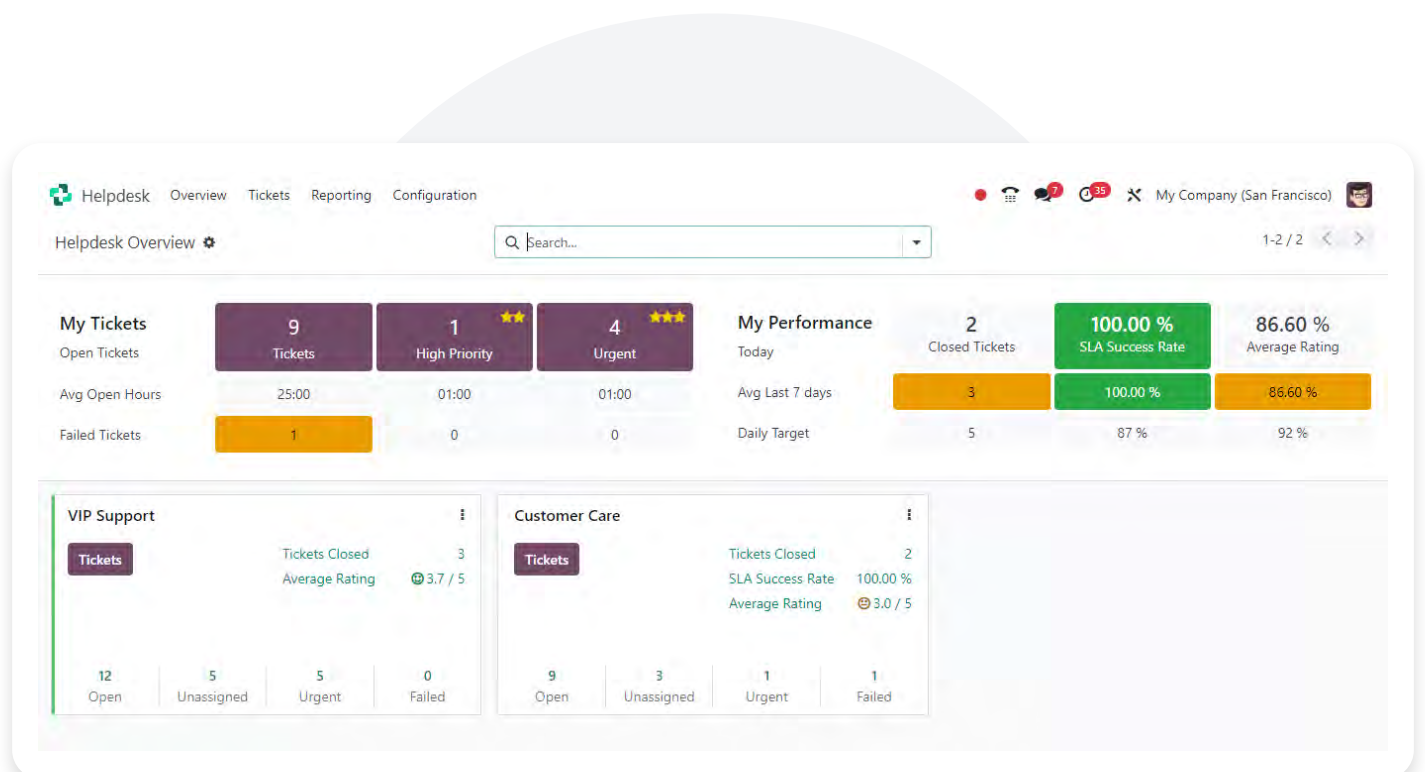 Helpdesk Overview Tickets Reporting Configuration 7 35 My Company (San Francisco)
Helpdesk Overview Search... 1-2 / 2
My Tickets 9 1 4 My Performance 2 100.00 % 86.60 %
Open Tickets Tickets High Priority Urgent Today Closed Tickets SLA Success Rate Average Rating
Avg Open Hours 25:00 01:00 01:00 Avg Last 7 days 3 100.00 % 86.60 %
Failed Tickets 1 0 0 Daily Target 5 87 % 92 %
VIP Support
Tickets
Tickets Closed 3
Average Rating 3.7 / 5
12 5 5 0
Open Unassigned Urgent Failed
Customer Care
Tickets
Tickets Closed 2
SLA Success Rate 100.00 %
Average Rating 3.0 / 5
9 3 1 1
Open Unassigned Urgent Failed